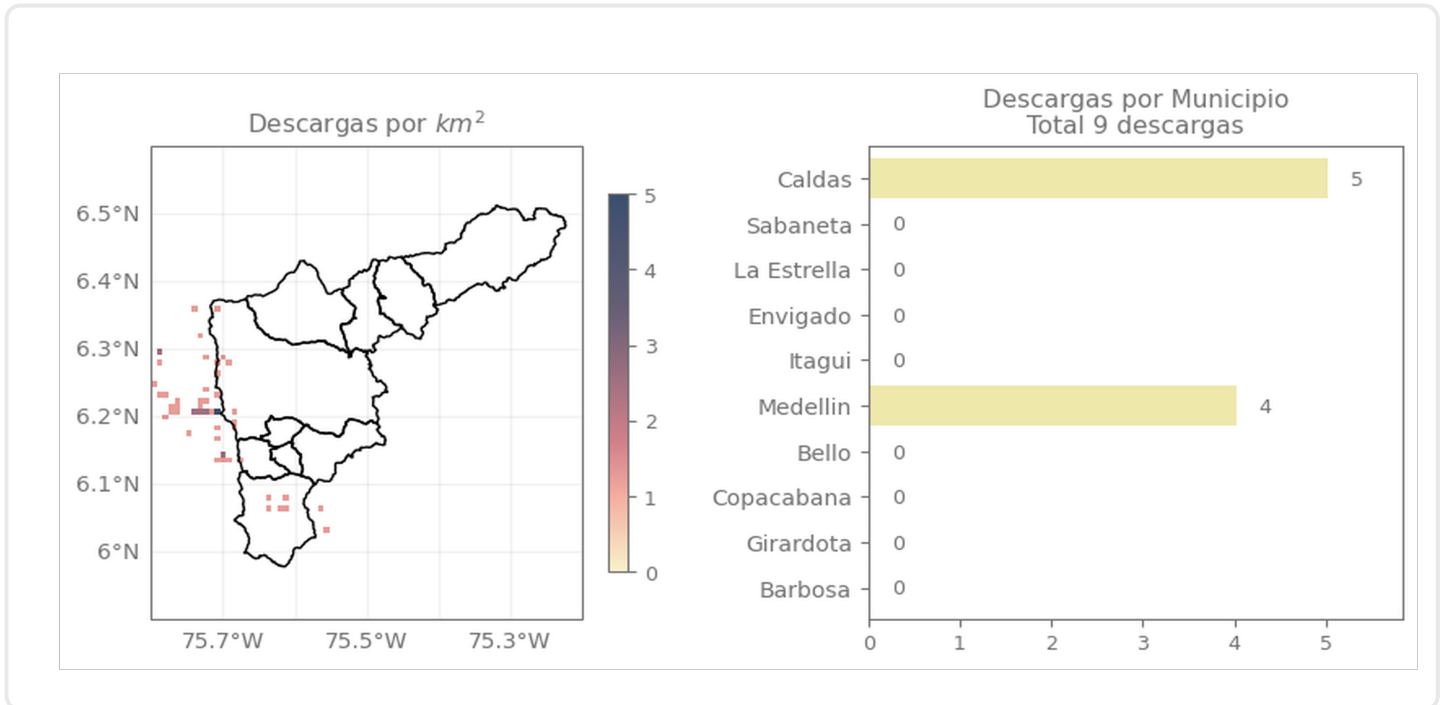 Descargas por km²
6.5°N
6.4°N
6.3°N
6.2°N
6.1°N
6°N
75.7°W 75.5°W 75.3°W
5
4
3
2
1
0
Descargas por Municipio
Total 9 descargas
Caldas 5
Sabaneta 0
La Estrella 0
Envigado 0
Itagui 0
Medellin 4
Bello 0
Copacabana 0
Girardota 0
Barbosa 0
0 1 2 3 4 5